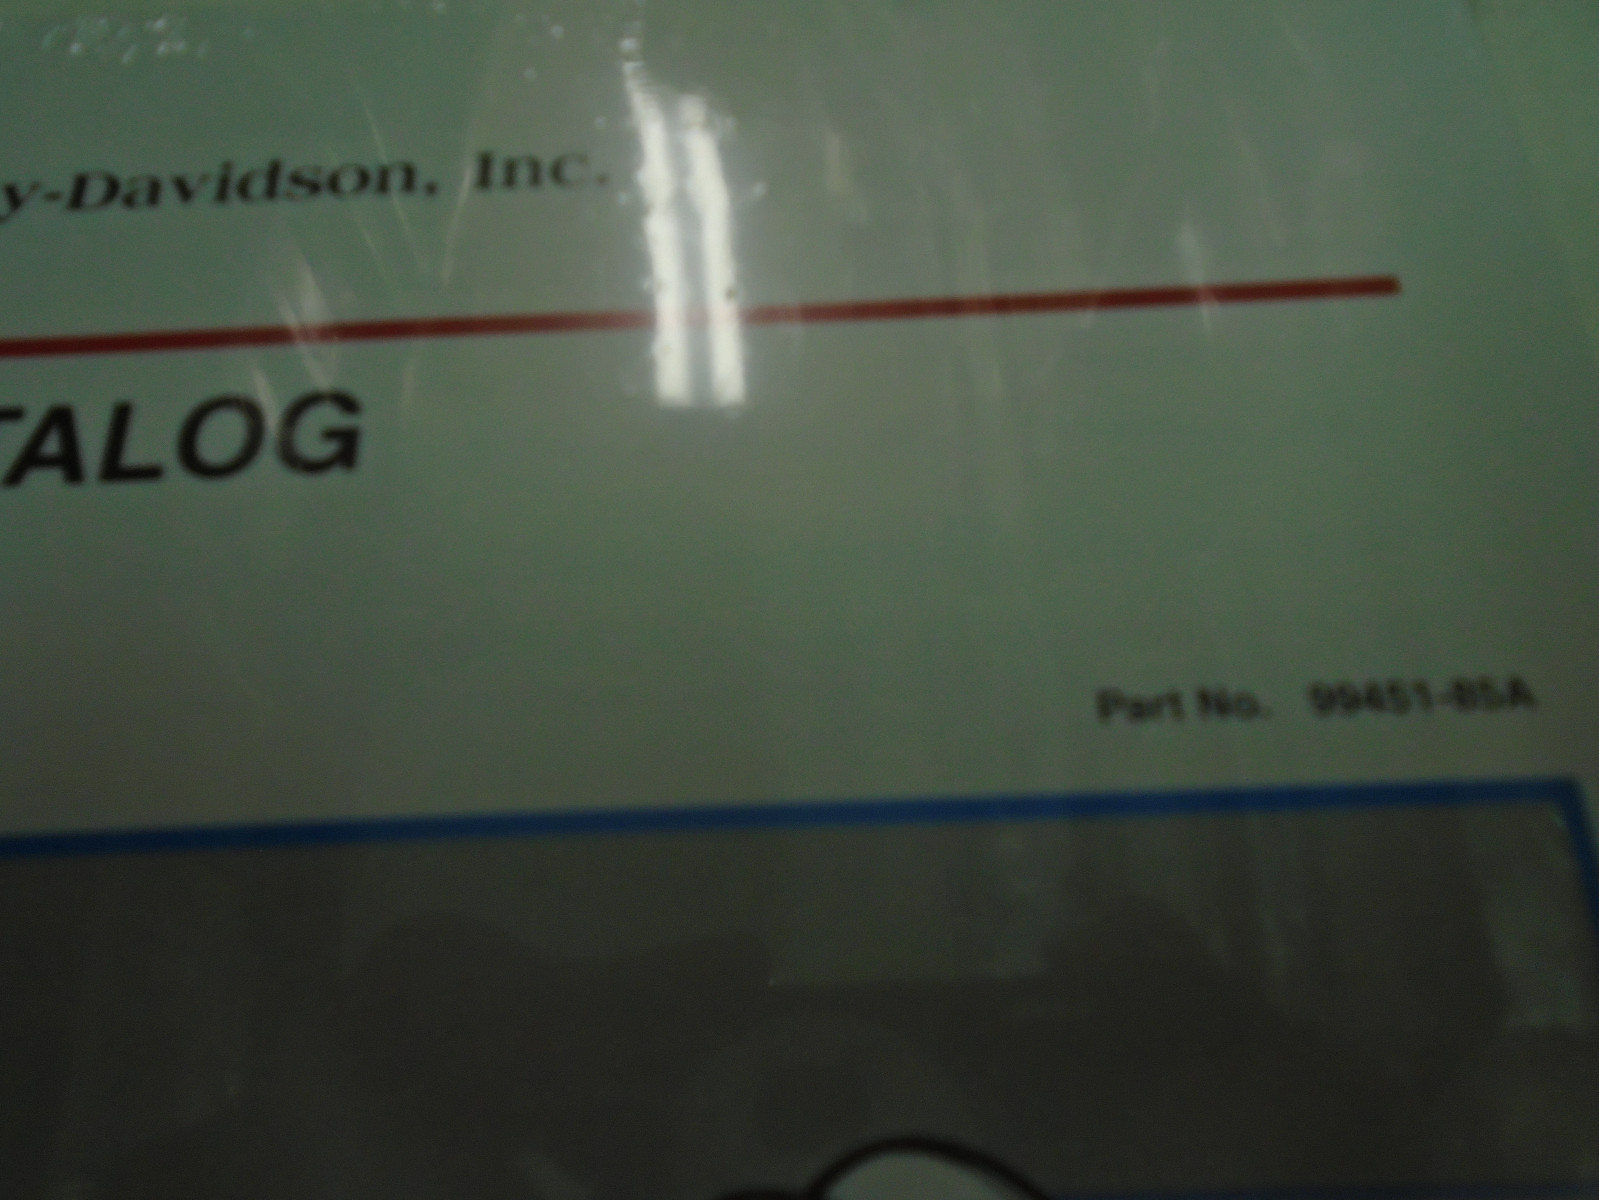 y-Davidson, Inc.
TALOG
Part No. 99451-85A